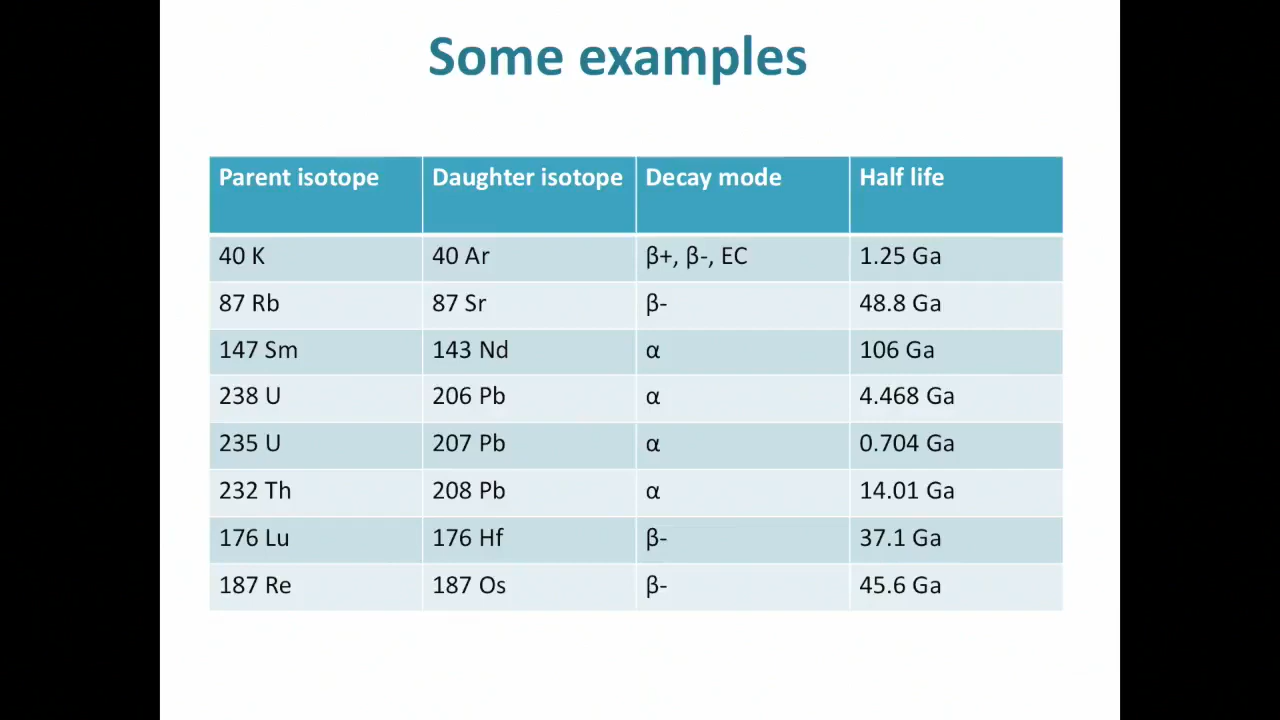 Some examples
Parent isotope Daughter isotope Decay mode Half life
40 K 40 Ar β+, β-, EC 1.25 Ga
87 Rb 87 Sr β- 48.8 Ga
147 Sm 143 Nd α 106 Ga
238 U 206 Pb α 4.468 Ga
235 U 207 Pb α 0.704 Ga
232 Th 208 Pb α 14.01 Ga
176 Lu 176 Hf β- 37.1 Ga
187 Re 187 Os β- 45.6 Ga